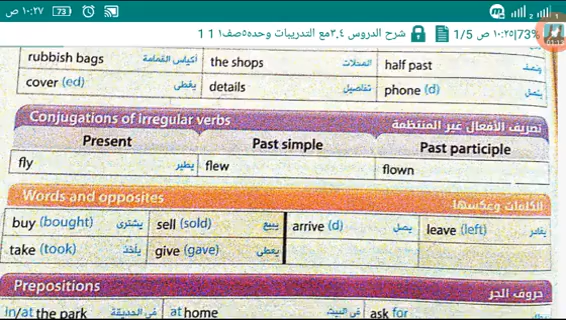 ١٠:٢٧ ص
73
2
1/5 ١٠:٢٥ ص 73%
شرح الدروس ٣،٤ مع التدريبات وحده٥صف١ 1 1
rubbish bags أكياس القمامة the shops المحلات half past ونصف
cover (ed) يغطى details تفاصيل phone (d) يتصل
Conjugations of irregular verbs تصريف الأفعال غير المنتظمة
Present Past simple Past participle
fly يطير flew flown
Words and opposites الكلمات وعكسها
buy (bought) يشترى sell (sold) يبيع arrive (d) يصل leave (left) يغادر
take (took) يأخذ give (gave) يعطى
Prepositions حروف الجر
in/at the park فى الحديقة at home فى البيت ask for